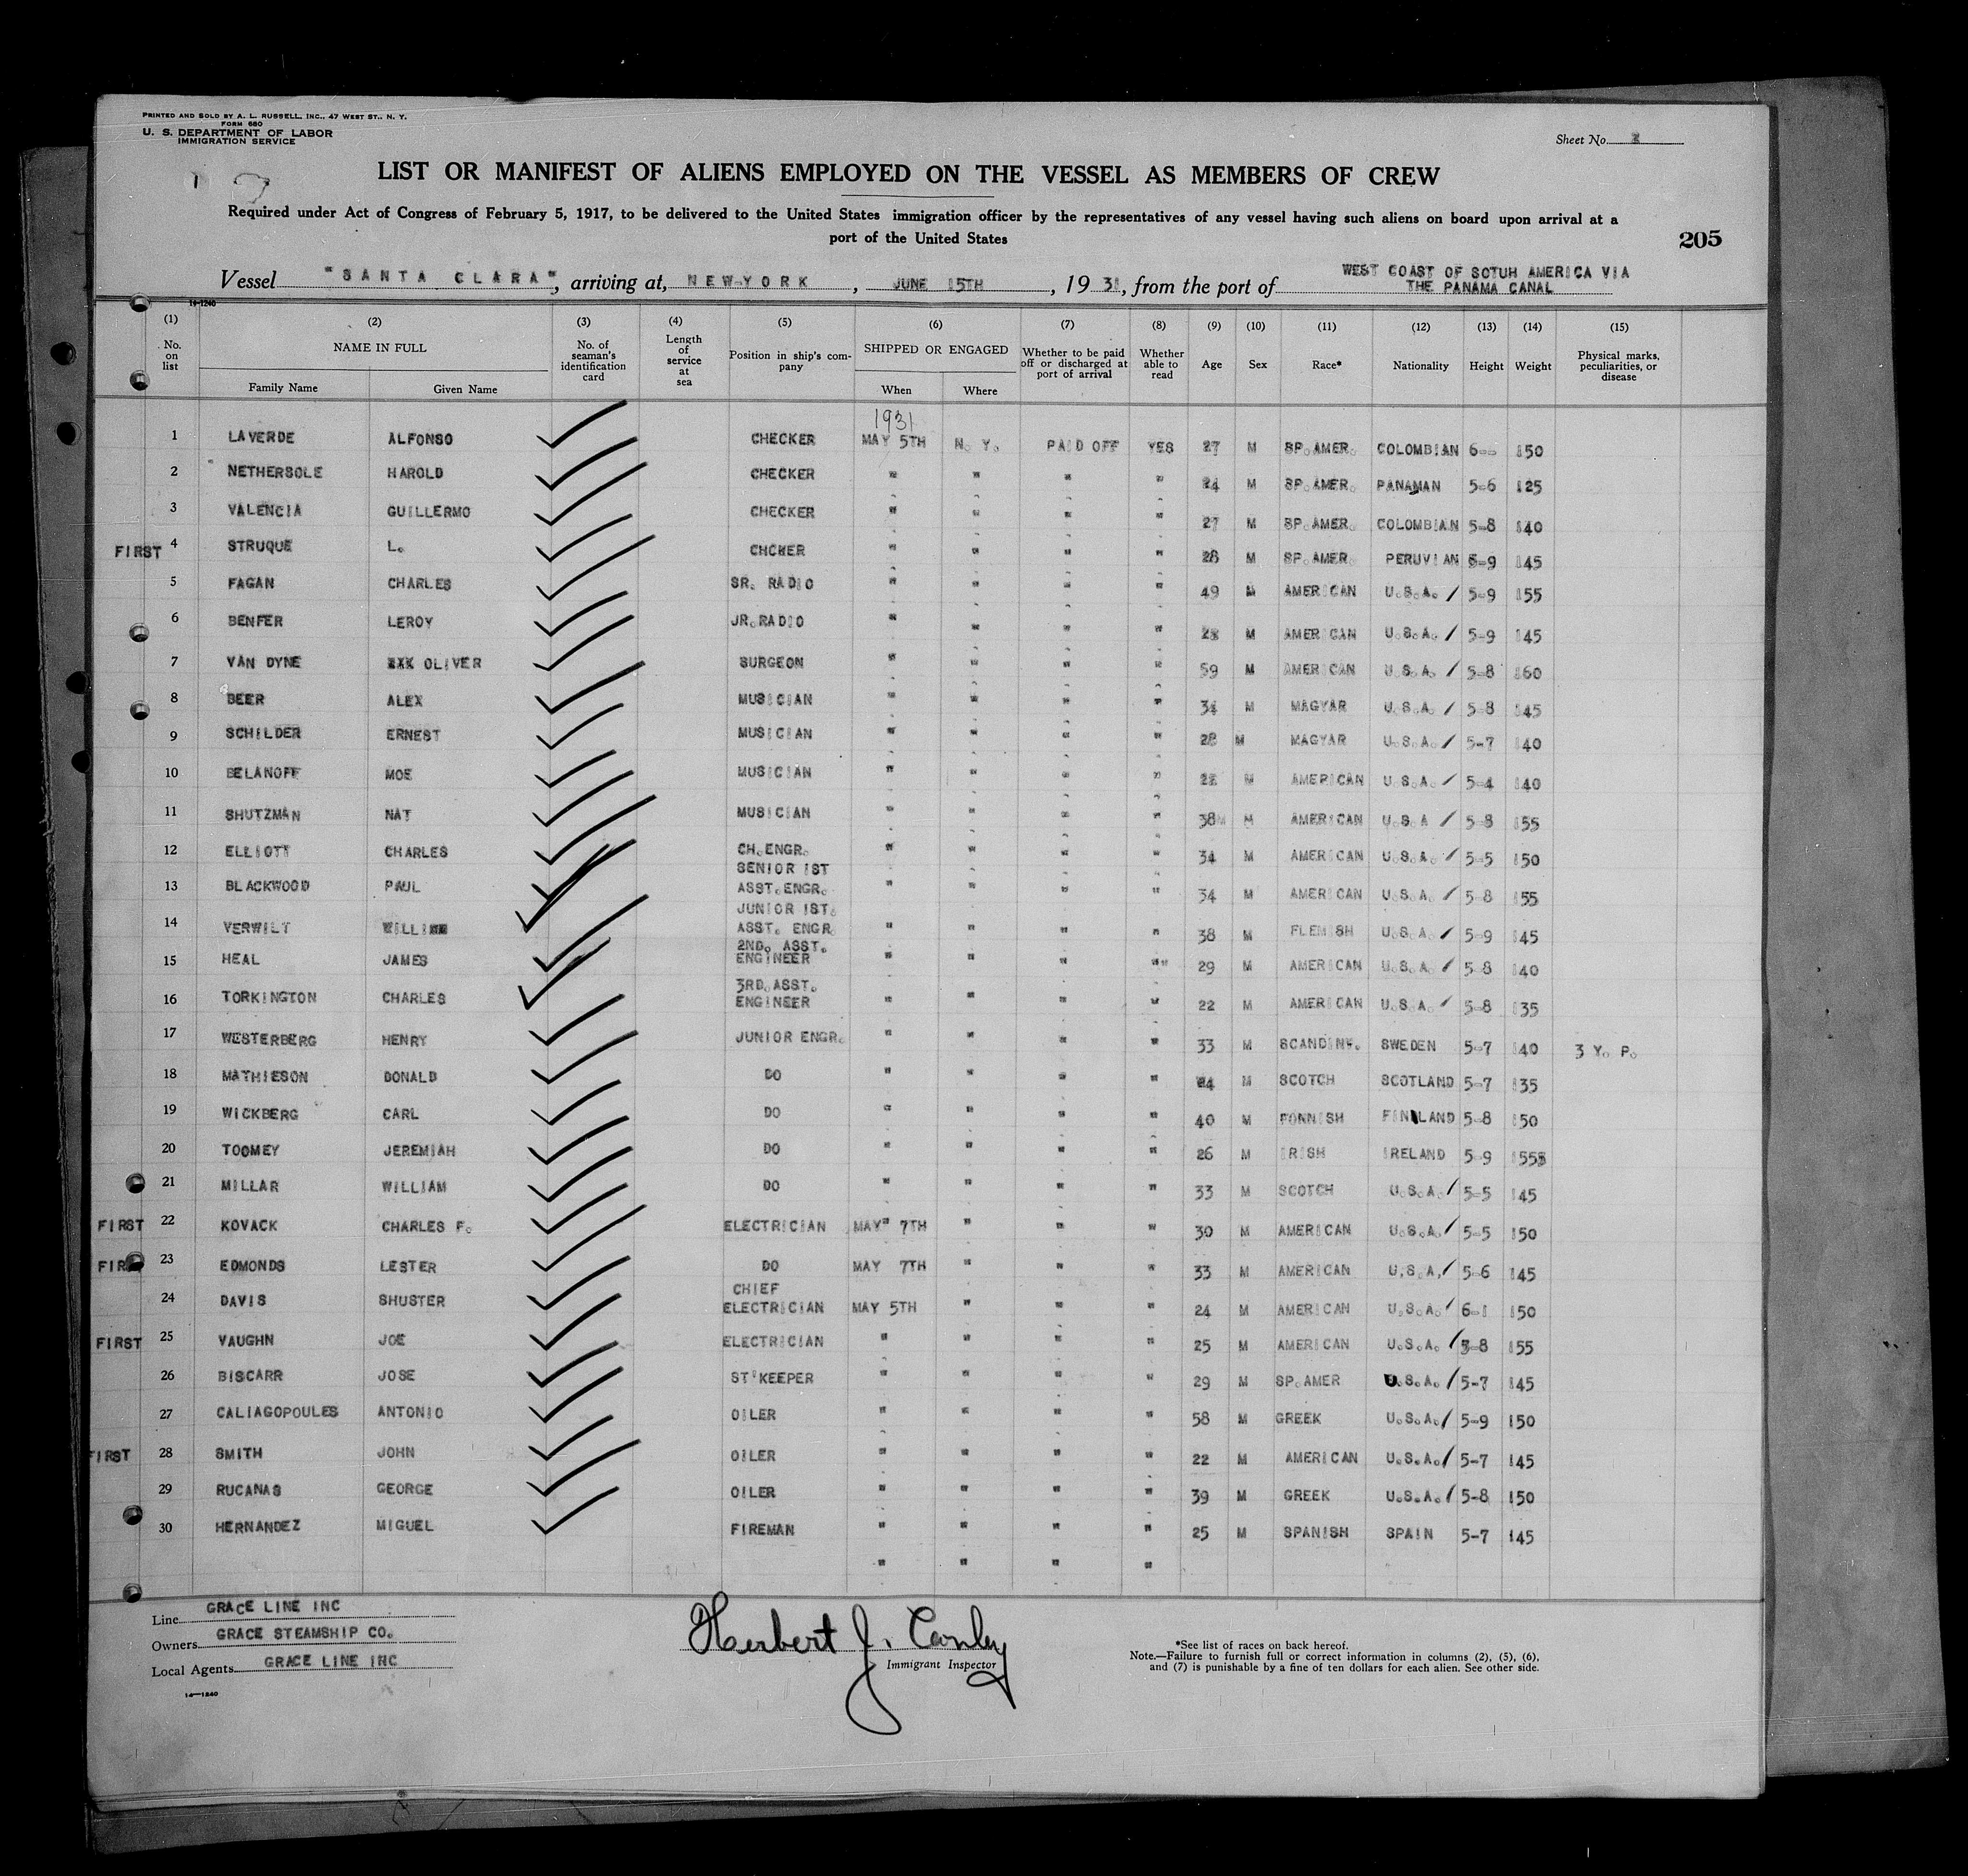 PRINTED AND SOLD BY A. L. RUSSELL, INC., 47 WEST ST., N. Y.
FORM 680
U. S. DEPARTMENT OF LABOR
IMMIGRATION SERVICE
Sheet No.
LIST OR MANIFEST OF ALIENS EMPLOYED ON THE VESSEL AS MEMBERS OF CREW
Required under Act of Congress of February 5, 1917, to be delivered to the United States immigration officer by the representatives of any vessel having such aliens on board upon arrival at a
port of the United States
205
Vessel "SANTA CLARA", arriving at, NEW YORK, JUNE 15TH, 1931, from the port of WEST COAST OF SOTUH AMERICA VIA
THE PANAMA CANAL
14-1240
(1) (2) (3) (4) (5) (6) (7) (8) (9) (10) (11) (12) (13) (14) (15)
No. on list NAME IN FULL No. of seaman's identification card Length of service at sea Position in ship's company SHIPPED OR ENGAGED Whether to be paid off or discharged at port of arrival Whether able to read Age Sex Race* Nationality Height Weight Physical marks, peculiarities, or disease
Family Name Given Name When Where
1931
1 LAVERDE ALFONSO CHECKER MAY 5TH N. Y. PAID OFF YES 27 M SP. AMER. COLOMBIAN 6-- 150
2 NETHERSOLE HAROLD CHECKER " " " " 24 M SP. AMER. PANAMAN 5-6 125
3 VALENCIA GUILLERMO CHECKER " " " " 27 M SP. AMER. COLOMBIAN 5-8 140
FIRST 4 STRUQUE L. CHCKER " " " " 28 M SP. AMER. PERUVIAN 5-9 145
5 FAGAN CHARLES SR. RADIO " " " " 49 M AMERICAN U.S.A. / 5-9 155
6 BENFER LEROY JR. RADIO " " " " M AMERICAN U.S.A. / 5-9 145
7 VAN DYNE XXX OLIVER SURGEON " " " " 59 M AMERICAN U.S.A. / 5-8 160
8 BEER ALEX MUSICIAN " " " " 34 M MAGYAR U.S.A. / 5-8 145
9 SCHILDER ERNEST MUSICIAN " " " " 28 M MAGYAR U.S.A. / 5-7 140
10 BELANOFF MOE MUSICIAN " " " " 22 M AMERICAN U.S.A. / 5-4 140
11 SHUTZMAN NAT MUSICIAN " " " " 38 M AMERICAN U.S.A / 5-8 155
12 ELLIOTT CHARLES CH. ENGR. " " " " 34 M AMERICAN U.S.A. / 5-5 150
13 BLACKWOOD PAUL SENIOR 1ST ASST. ENGR. " " " " 34 M AMERICAN U.S.A. / 5-8 155
14 VERWILT JUNIOR 1ST. ASST. ENGR. " " " " 38 M FLEMISH U.S.A. / 5-9 145
15 HEAL JAMES 2ND. ASST. ENGINEER " " " "" 29 M AMERICAN U.S.A. / 5-8 140
16 TORKINGTON CHARLES 3RD. ASST. ENGINEER " " " " 22 M AMERICAN U.S.A. / 5-8 135
17 WESTERBERG HENRY JUNIOR ENGR. " " " " 33 M SCANDINV. SWEDEN 5-7 140 3 Y. P.
18 MATHIESON DONALD DO " " " " M SCOTCH SCOTLAND 5-7 135
19 WICKBERG CARL DO " " " " 40 M FONNISH FINLAND 5-8 150
20 TOOMEY JEREMIAH DO " " " " 26 M IRISH IRELAND 5-9 155
21 MILLAR WILLIAM DO " " " " 33 M SCOTCH U.S.A. / 5-5 145
FIRST 22 KOVACK CHARLES F. ELECTRICIAN MAY" 7TH " " " 30 M AMERICAN U.S.A. / 5-5 150
FIRST 23 EDMONDS LESTER DO MAY 7TH " " " 33 M AMERICAN U.S.A. / 5-6 145
24 DAVIS SHUSTER CHIEF ELECTRICIAN MAY 5TH " " " 24 M AMERICAN U.S.A. / 6-1 150
FIRST 25 VAUGHN JOE ELECTRICIAN " " " " 25 M AMERICAN U.S.A. / 5-8 155
26 BISCARR JOSE ST'KEEPER " " " " 29 M SP. AMER U.S.A. / 5-7 145
27 CALIAGOPOULES ANTONIO OILER " " " " 58 M GREEK U.S.A. / 5-9 150
FIRST 28 SMITH JOHN OILER " " " " 22 M AMERICAN U.S.A. / 5-7 145
29 RUCANAS GEORGE OILER " " " " 39 M GREEK U.S.A. / 5-8 150
30 HERNANDEZ MIGUEL FIREMAN " " " " 25 M SPANISH SPAIN 5-7 145
" " " "
Line GRACE LINE INC
Owners GRACE STEAMSHIP CO.
Local Agents GRACE LINE INC
14-1240
Herbert J. Conley
Immigrant Inspector
*See list of races on back hereof.
Note.—Failure to furnish full or correct information in columns (2), (5), (6),
and (7) is punishable by a fine of ten dollars for each alien. See other side.